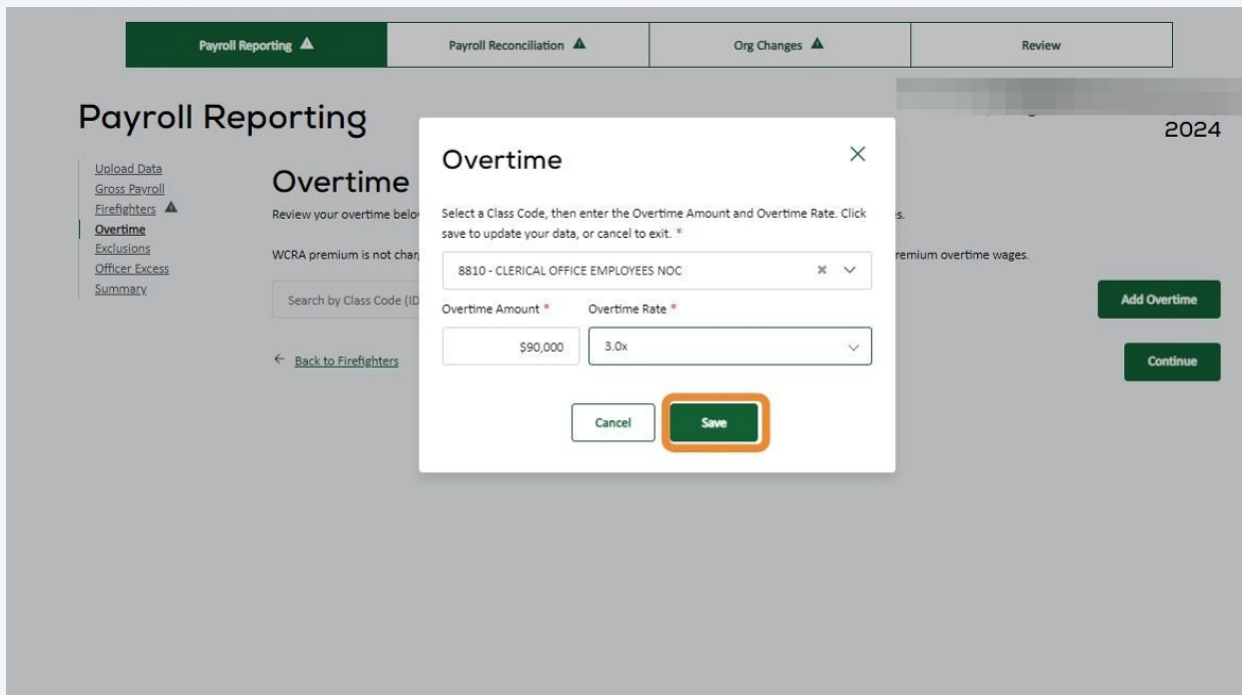 Payroll Reporting
Payroll Reconciliation
Org Changes
Review
Payroll Reporting
2024
Upload Data
Gross Payroll
Firefighters
Overtime
Exclusions
Officer Excess
Summary
Overtime
Review your overtime belo
s.
WCRA premium is not char
remium overtime wages.
Search by Class Code (ID
Add Overtime
← Back to Firefighters
Continue
Overtime
Select a Class Code, then enter the Overtime Amount and Overtime Rate. Click
save to update your data, or cancel to exit. *
8810 - CLERICAL OFFICE EMPLOYEES NOC
Overtime Amount * Overtime Rate *
$90,000 3.0x
Cancel Save